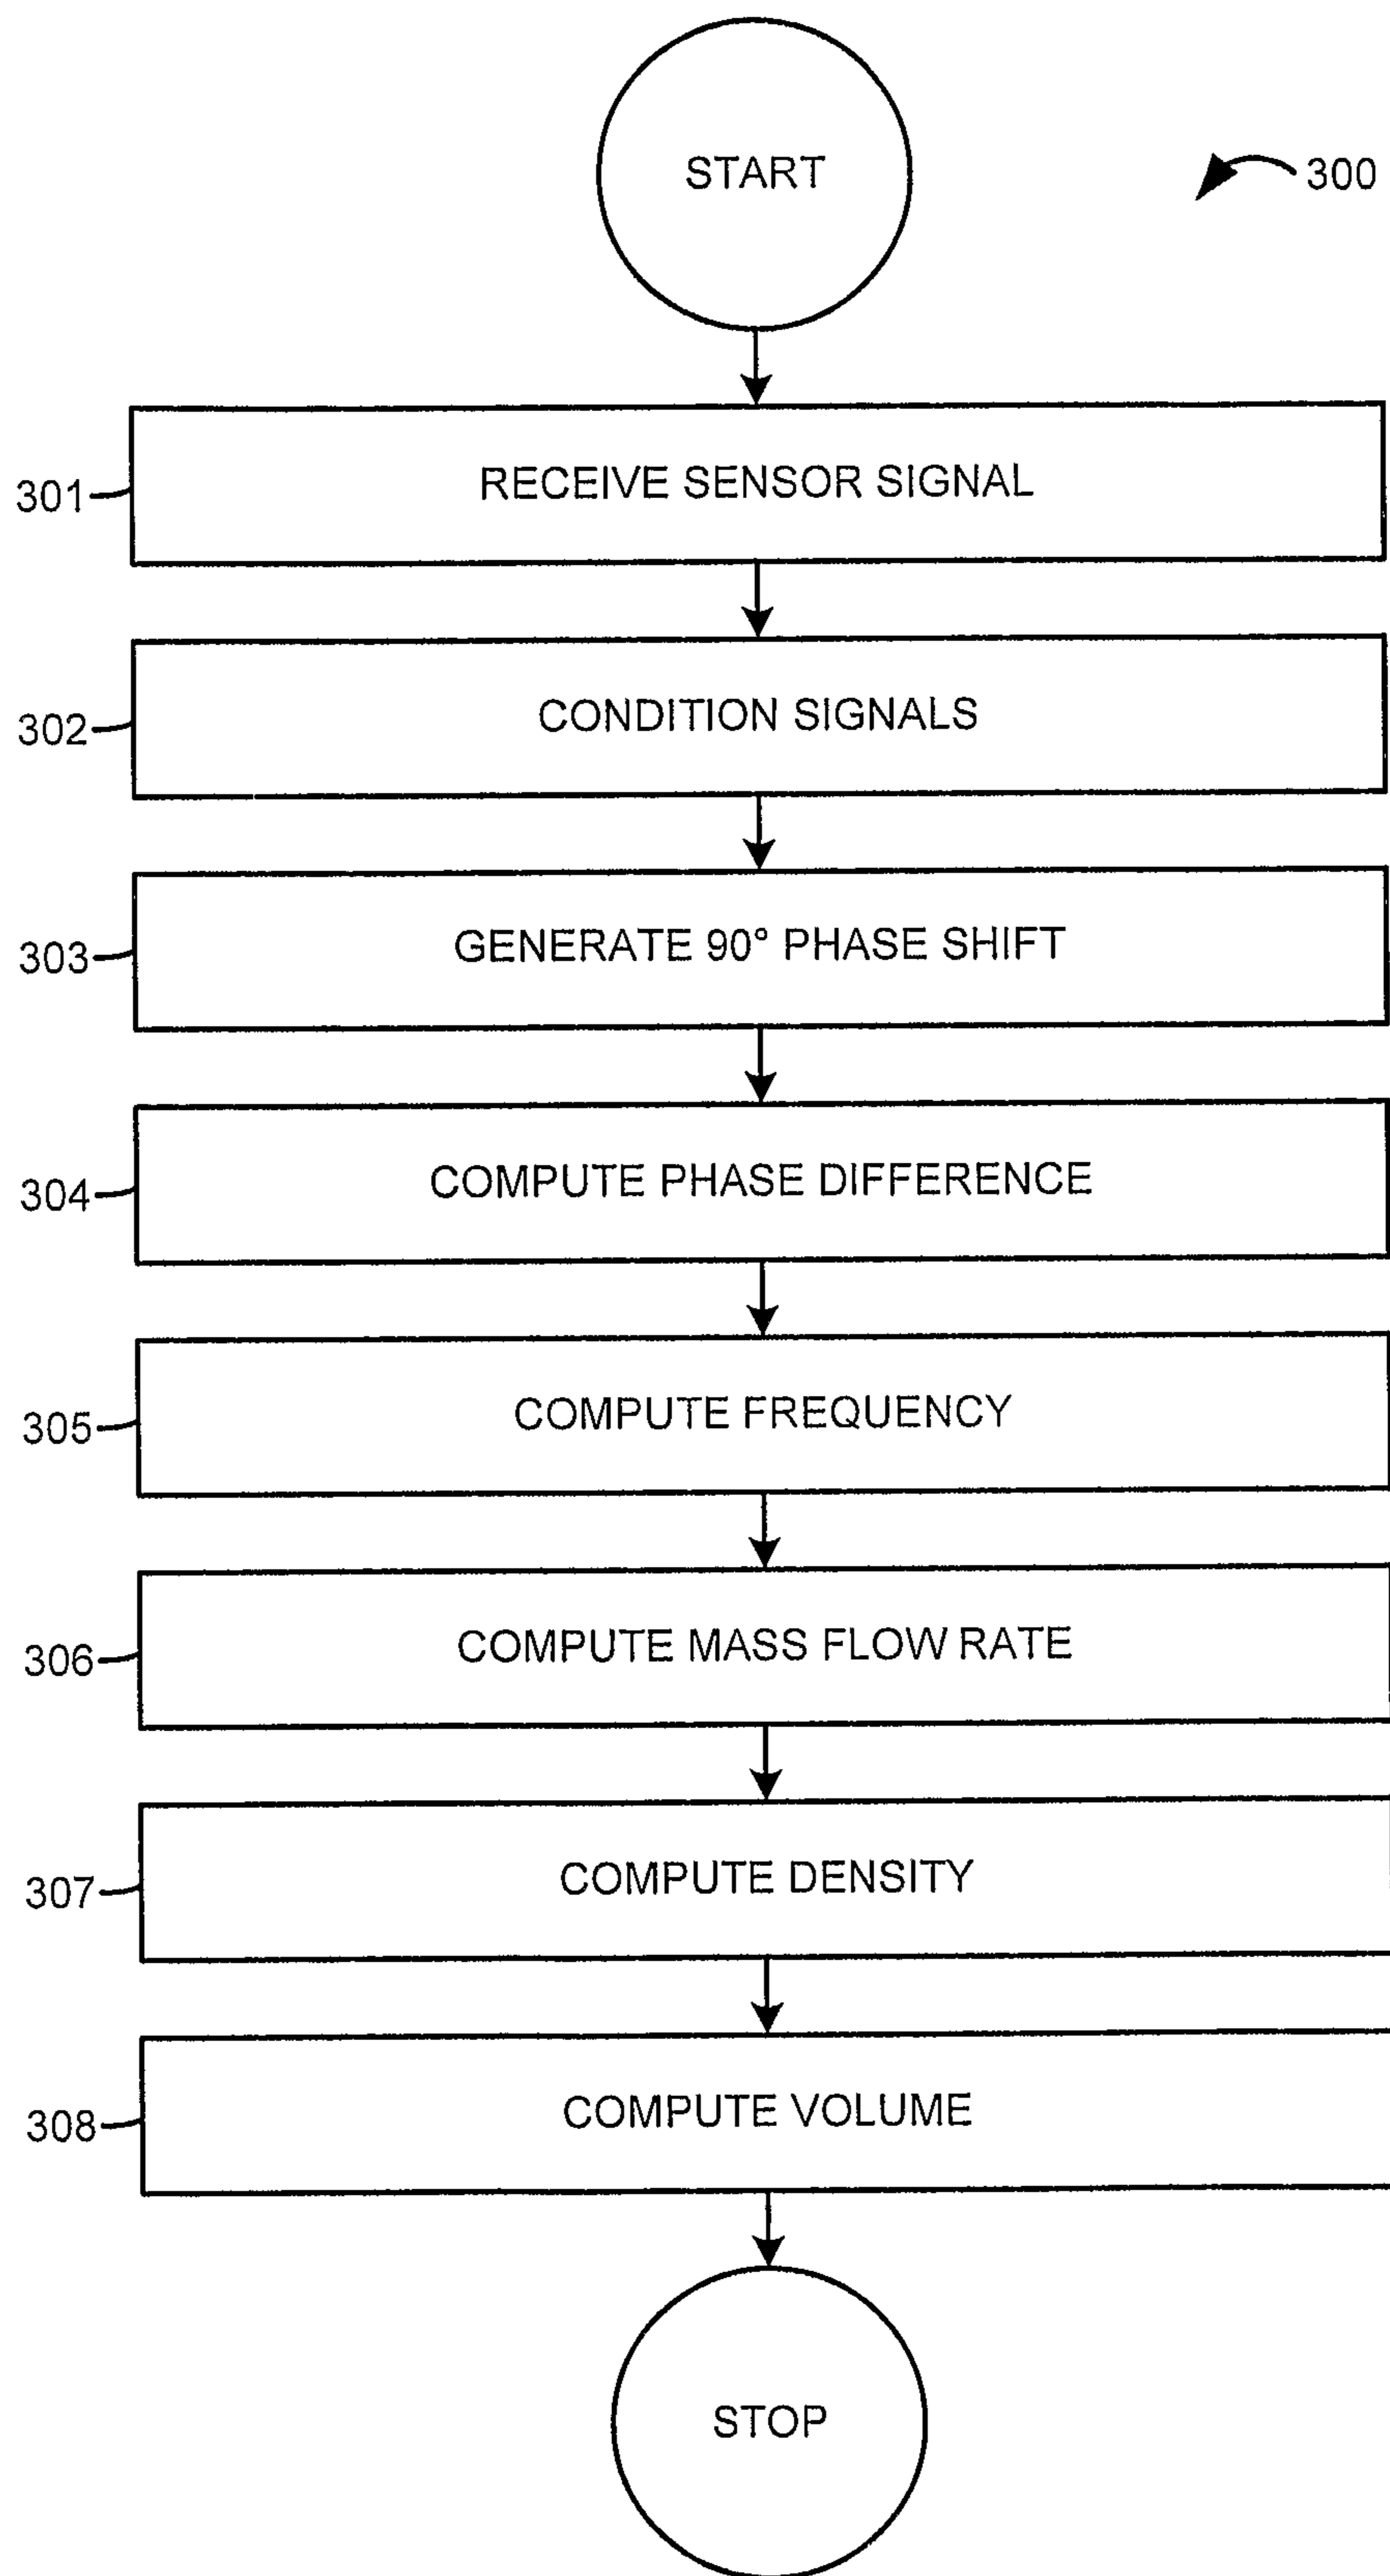 START
300
301
RECEIVE SENSOR SIGNAL
302
CONDITION SIGNALS
303
GENERATE 90° PHASE SHIFT
304
COMPUTE PHASE DIFFERENCE
305
COMPUTE FREQUENCY
306
COMPUTE MASS FLOW RATE
307
COMPUTE DENSITY
308
COMPUTE VOLUME
STOP